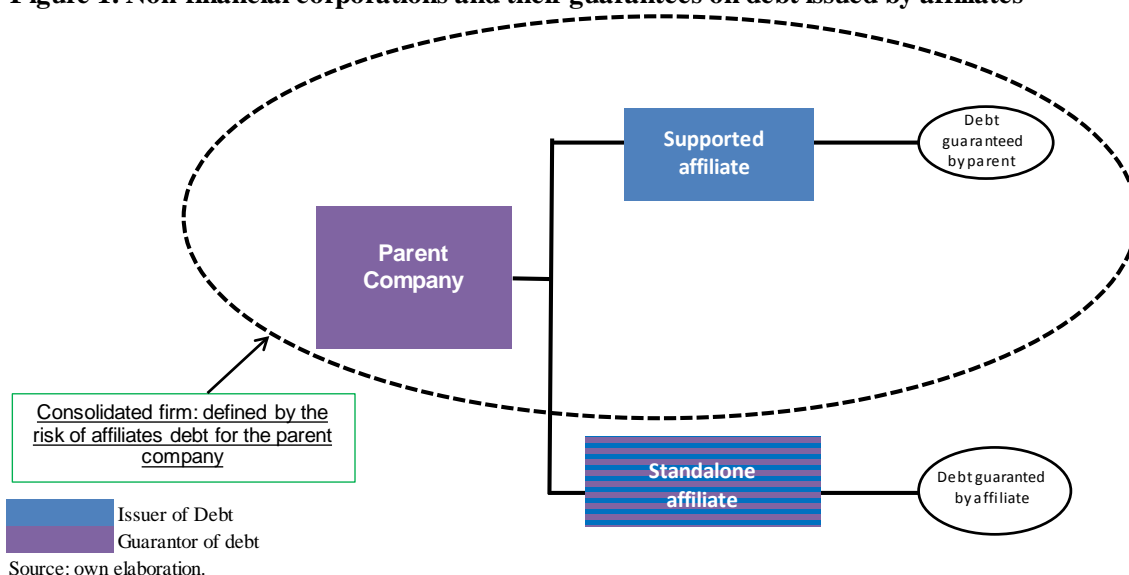 Figure 1. Non-financial corporations and their guarantees on debt issued by affiliates
Supported
affiliate
Debt
guaranteed
by parent
Parent
Company
Consolidated firm: defined by the
risk of affiliates debt for the parent
company
Standalone
affiliate
Debt guaranted
by affiliate
Issuer of Debt
Guarantor of debt
Source: own elaboration.